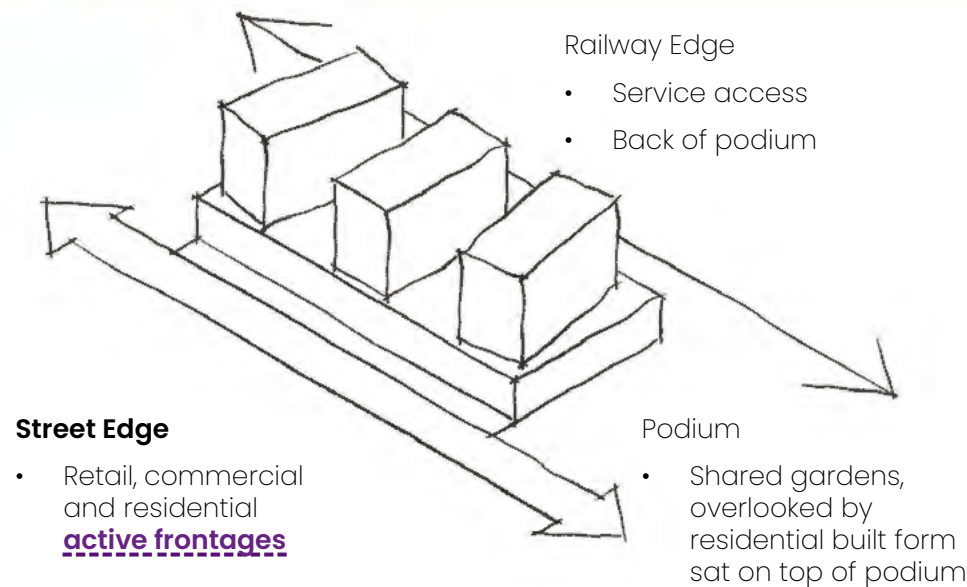 Railway Edge
• Service access
• Back of podium
Street Edge
• Retail, commercial
and residential
active frontages
Podium
• Shared gardens,
overlooked by
residential built form
sat on top of podium